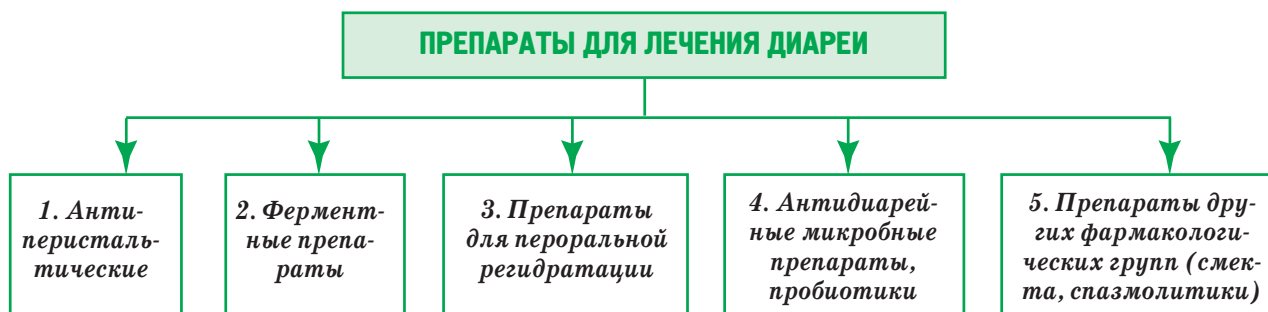 ПРЕПАРАТЫ ДЛЯ ЛЕЧЕНИЯ ДИАРЕИ
1. Анти-
перисталь-
тические
2. Фермент-
ные препа-
раты
3. Препараты
для пероральной
регидратации
4. Антидиарей-
ные микробные
препараты,
пробиотики
5. Препараты дру-
гих фармакологи-
ческих групп (смек-
та, спазмолитики)